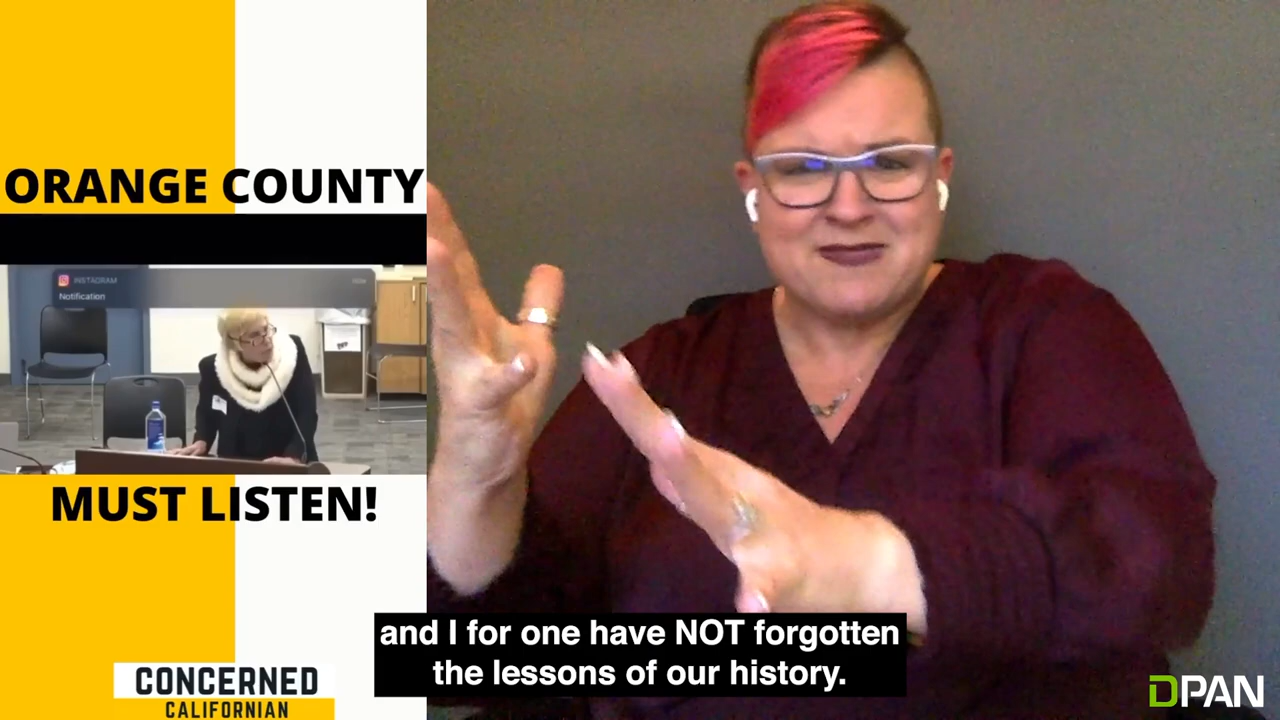 ORANGE COUNTY
INSTAGRAM
Notification
MUST LISTEN!
and I for one have NOT forgotten
the lessons of our history.
CONCERNED
CALIFORNIAN
DPAN